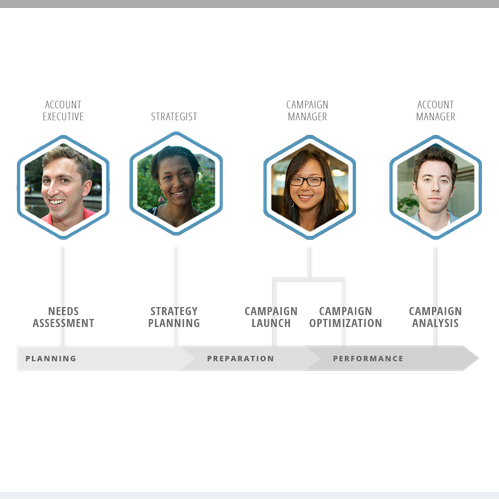 ACCOUNT
EXECUTIVE
STRATEGIST
CAMPAIGN
MANAGER
ACCOUNT
MANAGER
NEEDS
ASSESSMENT
STRATEGY
PLANNING
CAMPAIGN
LAUNCH
CAMPAIGN
OPTIMIZATION
CAMPAIGN
ANALYSIS
PLANNING
PREPARATION
PERFORMANCE